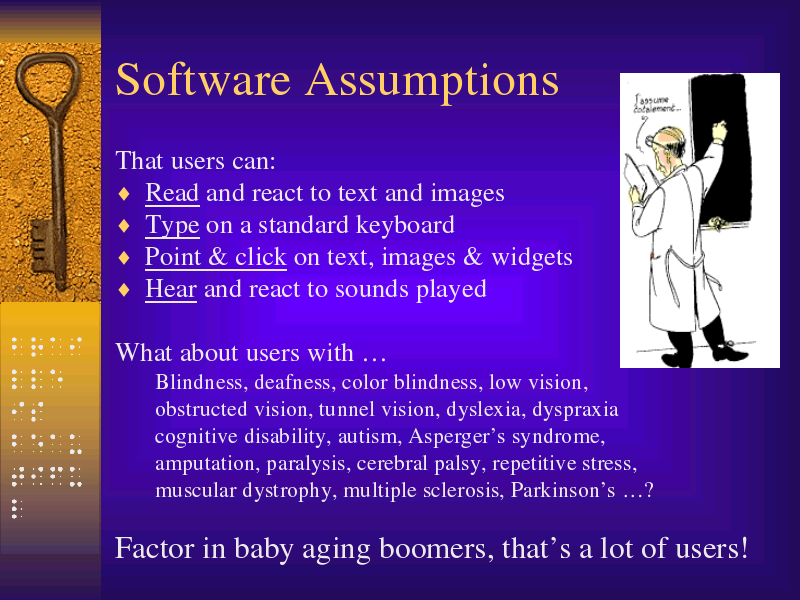 Software Assumptions
I assume
totalement...
That users can:
♦ Read and react to text and images
♦ Type on a standard keyboard
♦ Point & click on text, images & widgets
♦ Hear and react to sounds played
What about users with …
Blindness, deafness, color blindness, low vision,
obstructed vision, tunnel vision, dyslexia, dyspraxia
cognitive disability, autism, Asperger’s syndrome,
amputation, paralysis, cerebral palsy, repetitive stress,
muscular dystrophy, multiple sclerosis, Parkinson’s …?
Factor in baby aging boomers, that’s a lot of users!